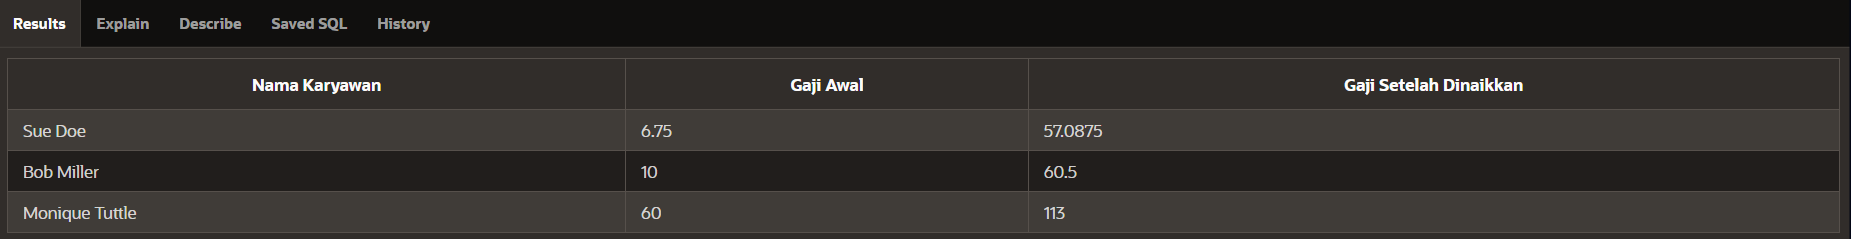 Results Explain Describe Saved SQL History
Nama Karyawan Gaji Awal Gaji Setelah Dinaikkan
Sue Doe 6.75 57.0875
Bob Miller 10 60.5
Monique Tuttle 60 113